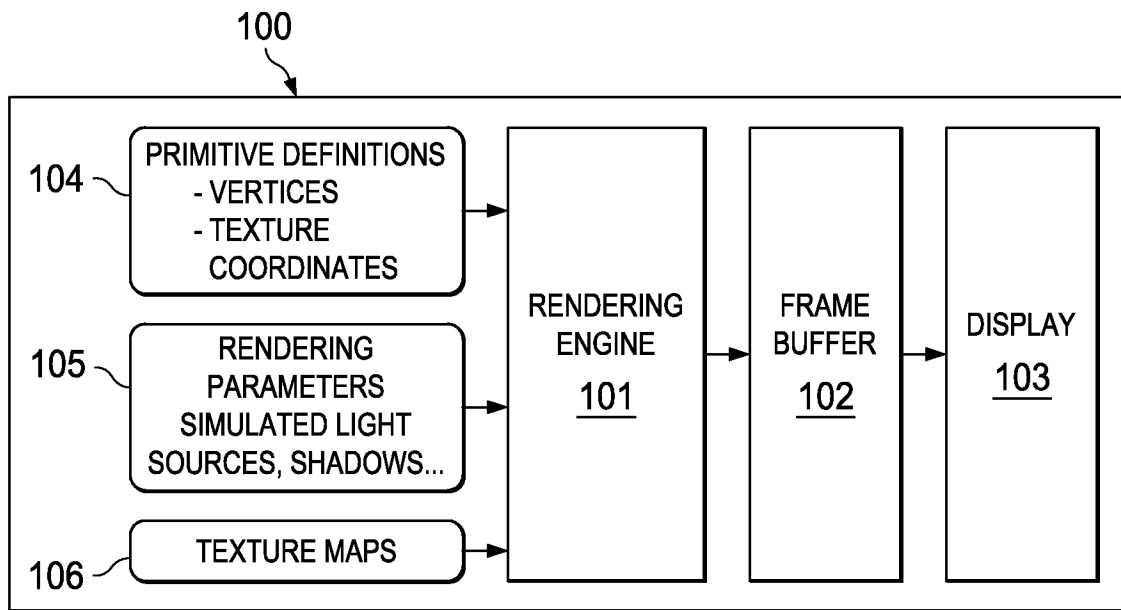 100
104
PRIMITIVE DEFINITIONS
- VERTICES
- TEXTURE
COORDINATES
105
RENDERING
PARAMETERS
SIMULATED LIGHT
SOURCES, SHADOWS...
106
TEXTURE MAPS
RENDERING
ENGINE
101
FRAME
BUFFER
102
DISPLAY
103